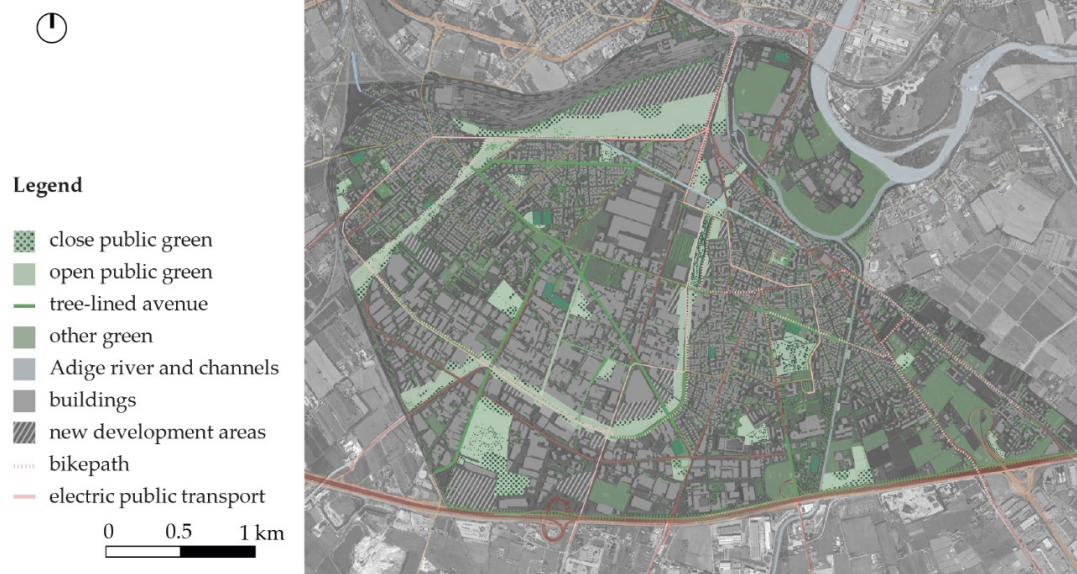 Legend
close public green
open public green
tree-lined avenue
other green
Adige river and channels
buildings
new development areas
bikepath
electric public transport
0 0.5 1 km